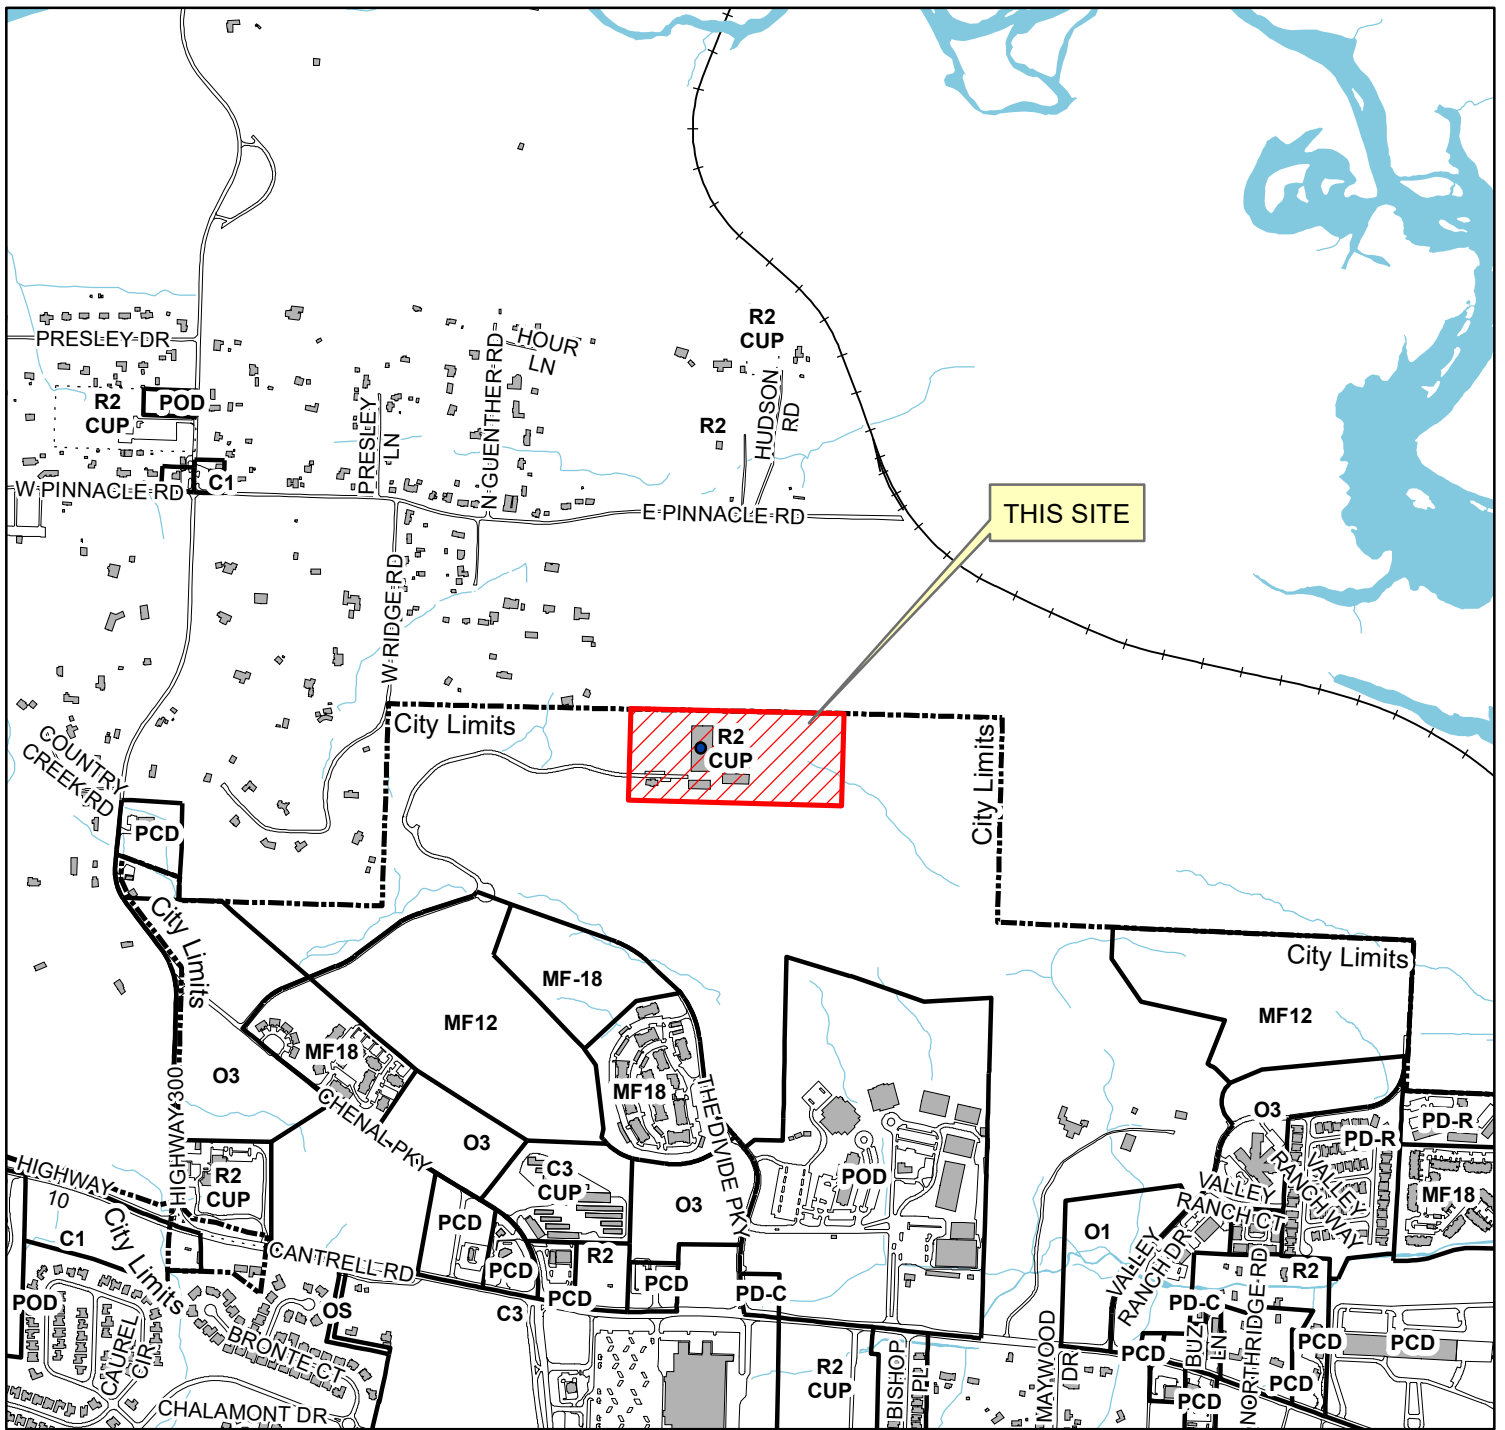 R2
CUP
HOUR
LN
PRESLEY DR
N GUENTHER RD
R2
CUP
POD
PRESLEY
LN
HUDSON
RD
R2
C1
W PINNACLE RD
E PINNACLE RD
THIS SITE
W RIDGE RD
City Limits
R2
CUP
City Limits
COUNTRY
CREEK RD
PCD
City Limits
City Limits
MF-18
MF12
MF12
MF18
O3
MF18
THE DIVIDE PKY
CHENAL PKY
HIGHWAY 300
O3
O3
PD-R
PD-R
C3
CUP
POD
O3
HIGHWAY
10
R2
CUP
VALLEY
RANCH CT
VALLEY
RANCH WAY
MF18
PCD
O1
City Limits
C1
CANTRELL RD
PCD
R2
PCD
VALLEY
RANCH DR
R2
POD
OS
C3
PCD
PD-C
PD-C
NORTHRIDGE RD
BUZ
LN
CAUREL
CIR
BRONTE CT
CHALAMONT DR
R2
CUP
BISHOP
PL
MAYWOOD
DR
PCD
PCD
PCD
PCD
PCD